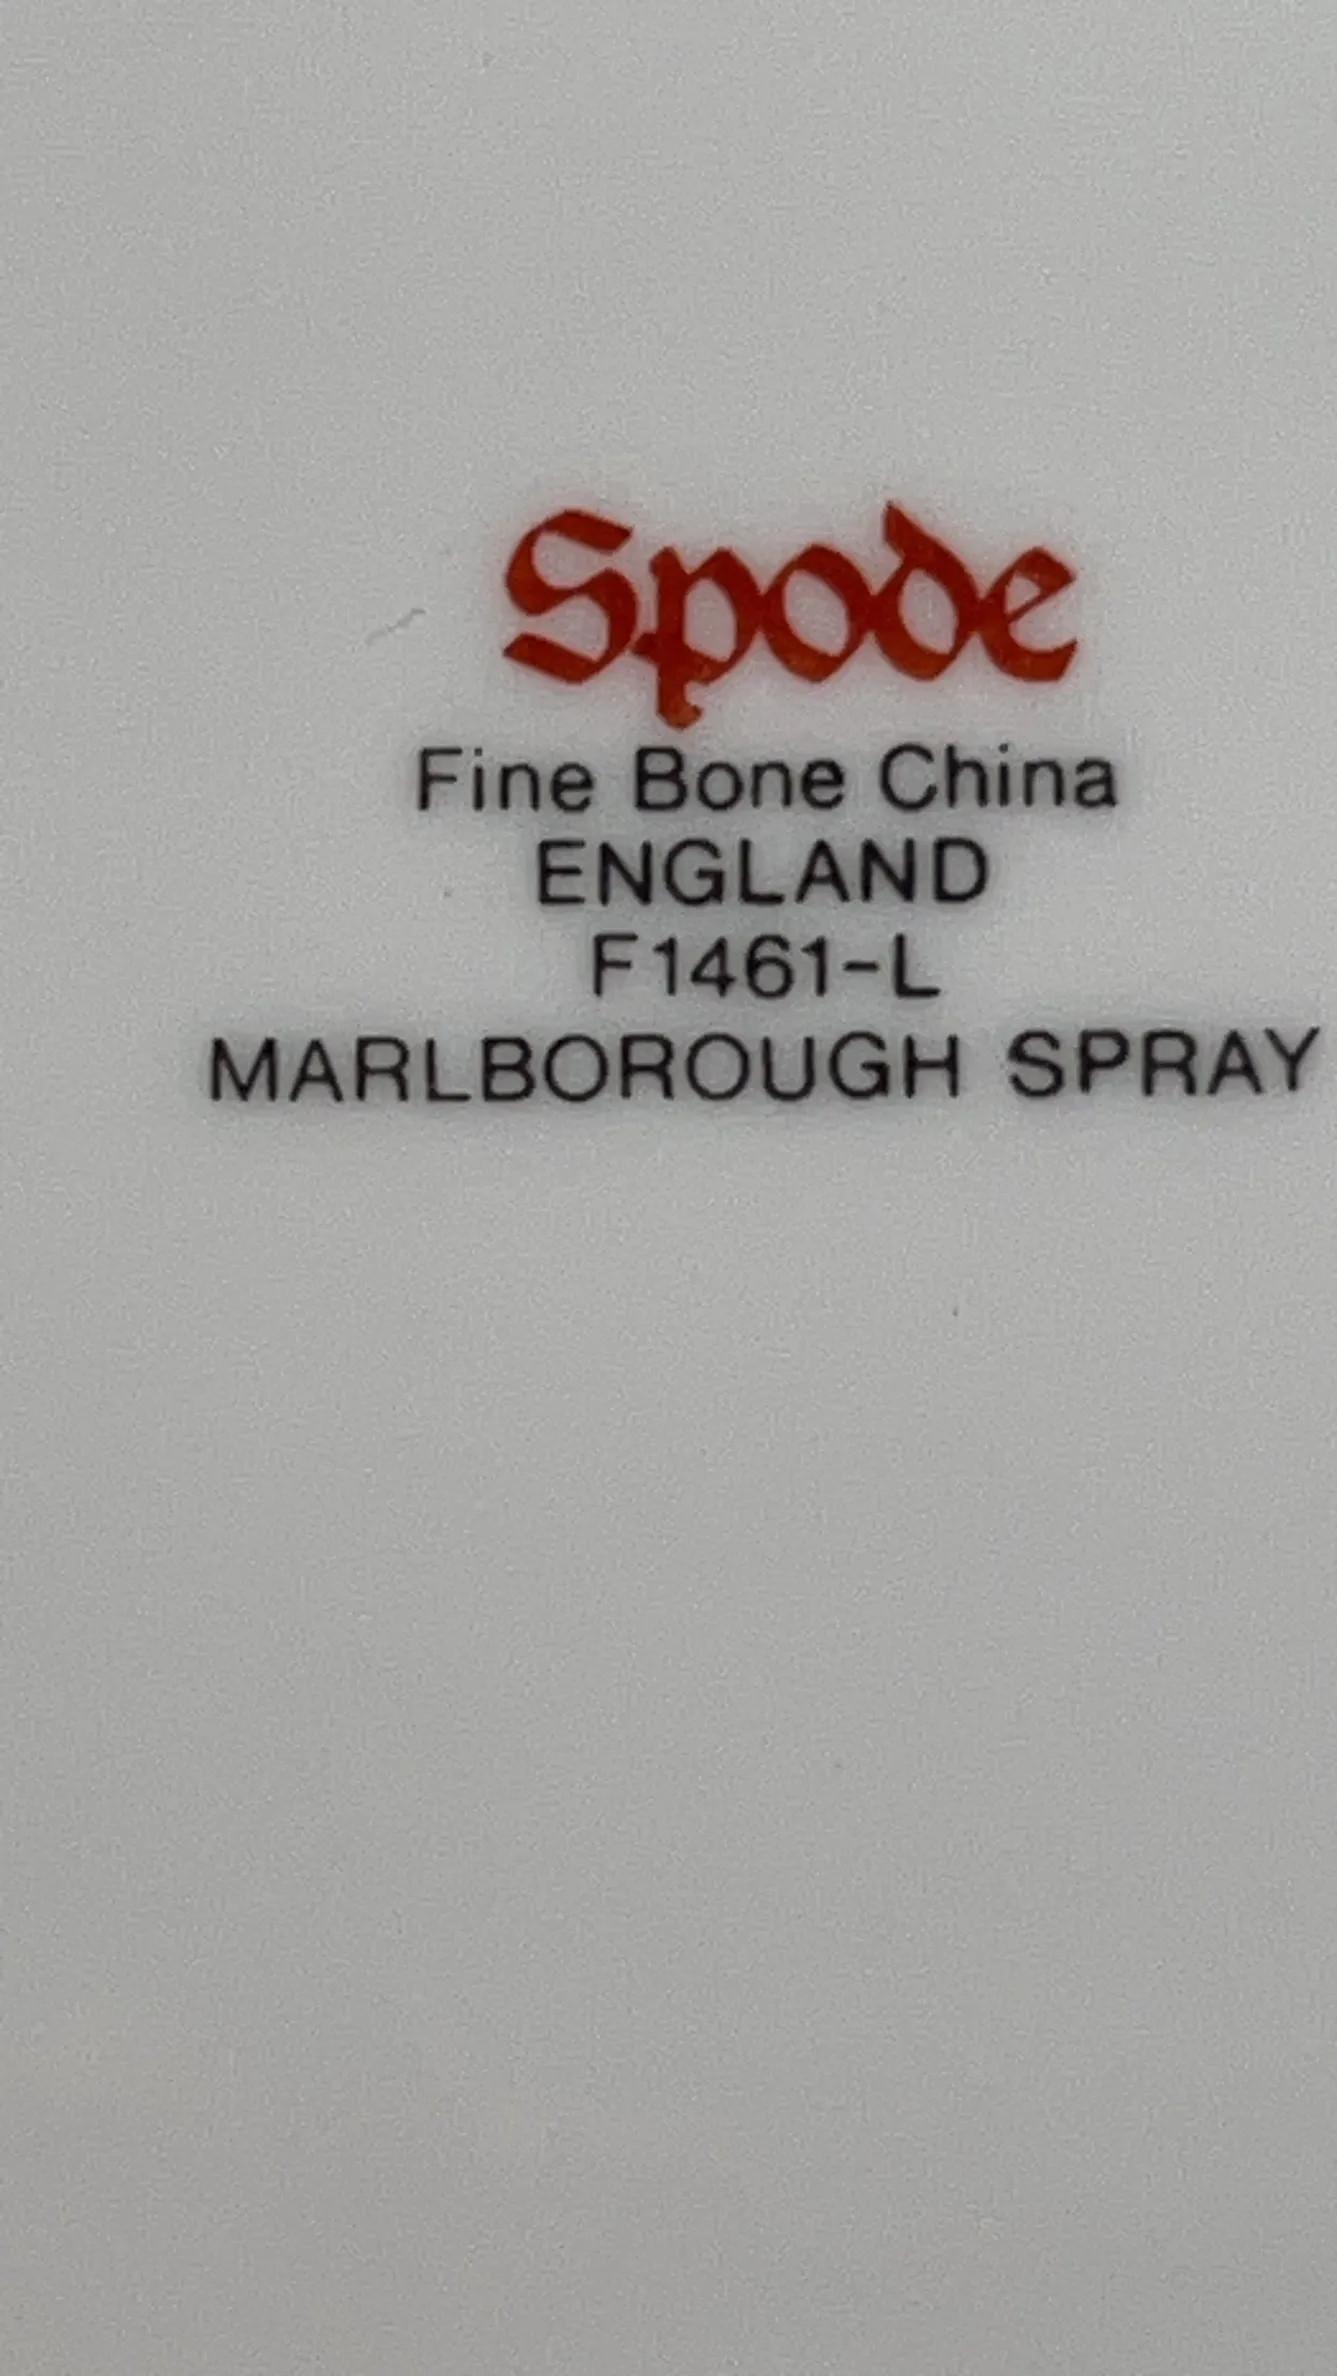 Spode
Fine Bone China
ENGLAND
F1461-L
MARLBOROUGH SPRAY